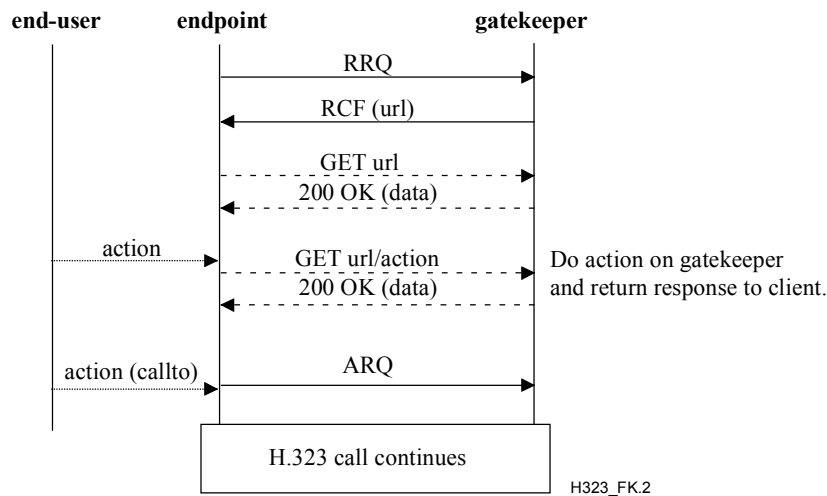 end-user endpoint gatekeeper
RRQ
RCF (url)
GET url
200 OK (data)
action
GET url/action
Do action on gatekeeper
200 OK (data)
and return response to client.
action (callto)
ARQ
H.323 call continues
H323_FK.2